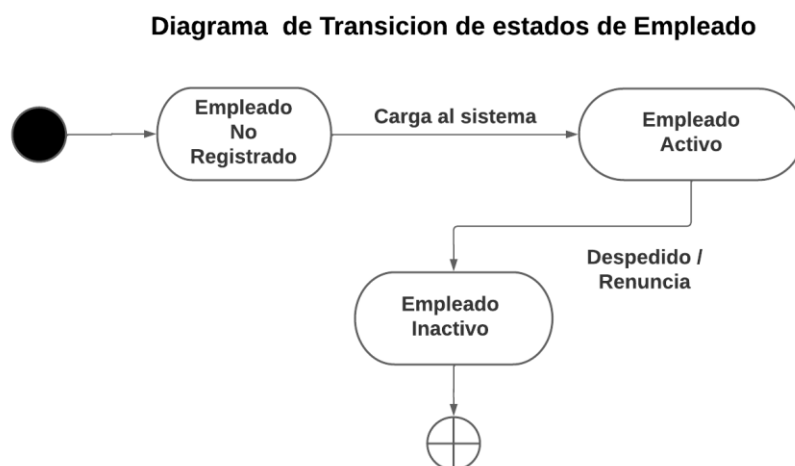 Diagrama  de Transicion de estados de Empleado
Empleado
No
Registrado
Carga al sistema
Empleado
Activo
Despedido /
Renuncia
Empleado
Inactivo